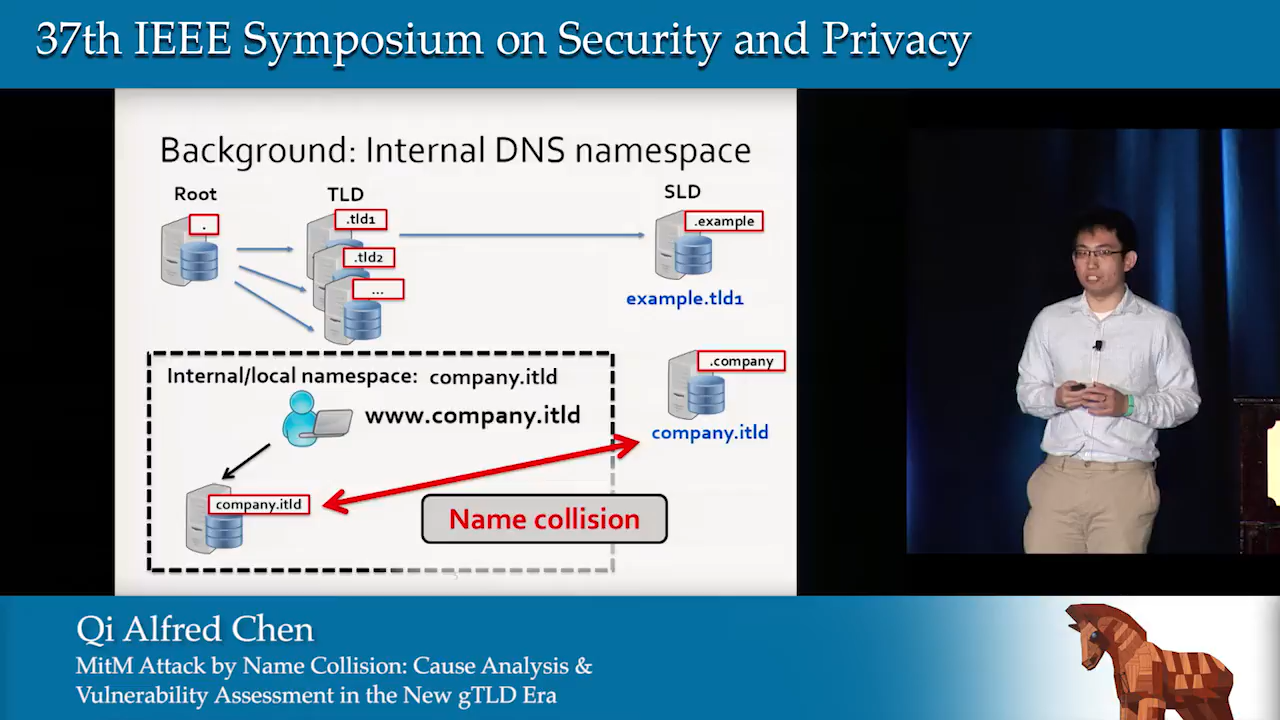 37th IEEE Symposium on Security and Privacy
Background: Internal DNS namespace
Root
TLD
SLD
.
.tld1
.tld2
...
.example
example.tld1
Internal/local namespace: company.itld
www.company.itld
company.itld
.company
company.itld
Name collision
Qi Alfred Chen
MitM Attack by Name Collision: Cause Analysis &
Vulnerability Assessment in the New gTLD Era